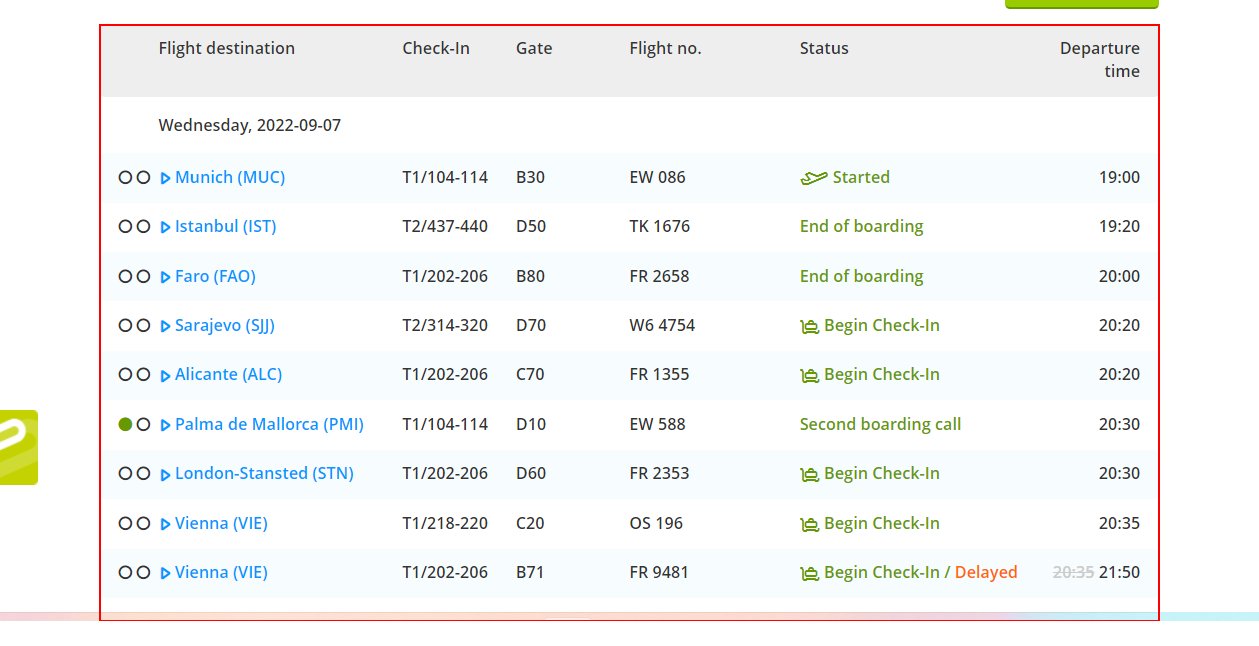 Flight destination Check-In Gate Flight no. Status Departure
time
Wednesday, 2022-09-07
Munich (MUC) T1/104-114 B30 EW 086 Started 19:00
Istanbul (IST) T2/437-440 D50 TK 1676 End of boarding 19:20
Faro (FAO) T1/202-206 B80 FR 2658 End of boarding 20:00
Sarajevo (SJJ) T2/314-320 D70 W6 4754 Begin Check-In 20:20
Alicante (ALC) T1/202-206 C70 FR 1355 Begin Check-In 20:20
Palma de Mallorca (PMI) T1/104-114 D10 EW 588 Second boarding call 20:30
London-Stansted (STN) T1/202-206 D60 FR 2353 Begin Check-In 20:30
Vienna (VIE) T1/218-220 C20 OS 196 Begin Check-In 20:35
Vienna (VIE) T1/202-206 B71 FR 9481 Begin Check-In / Delayed 20:35 21:50